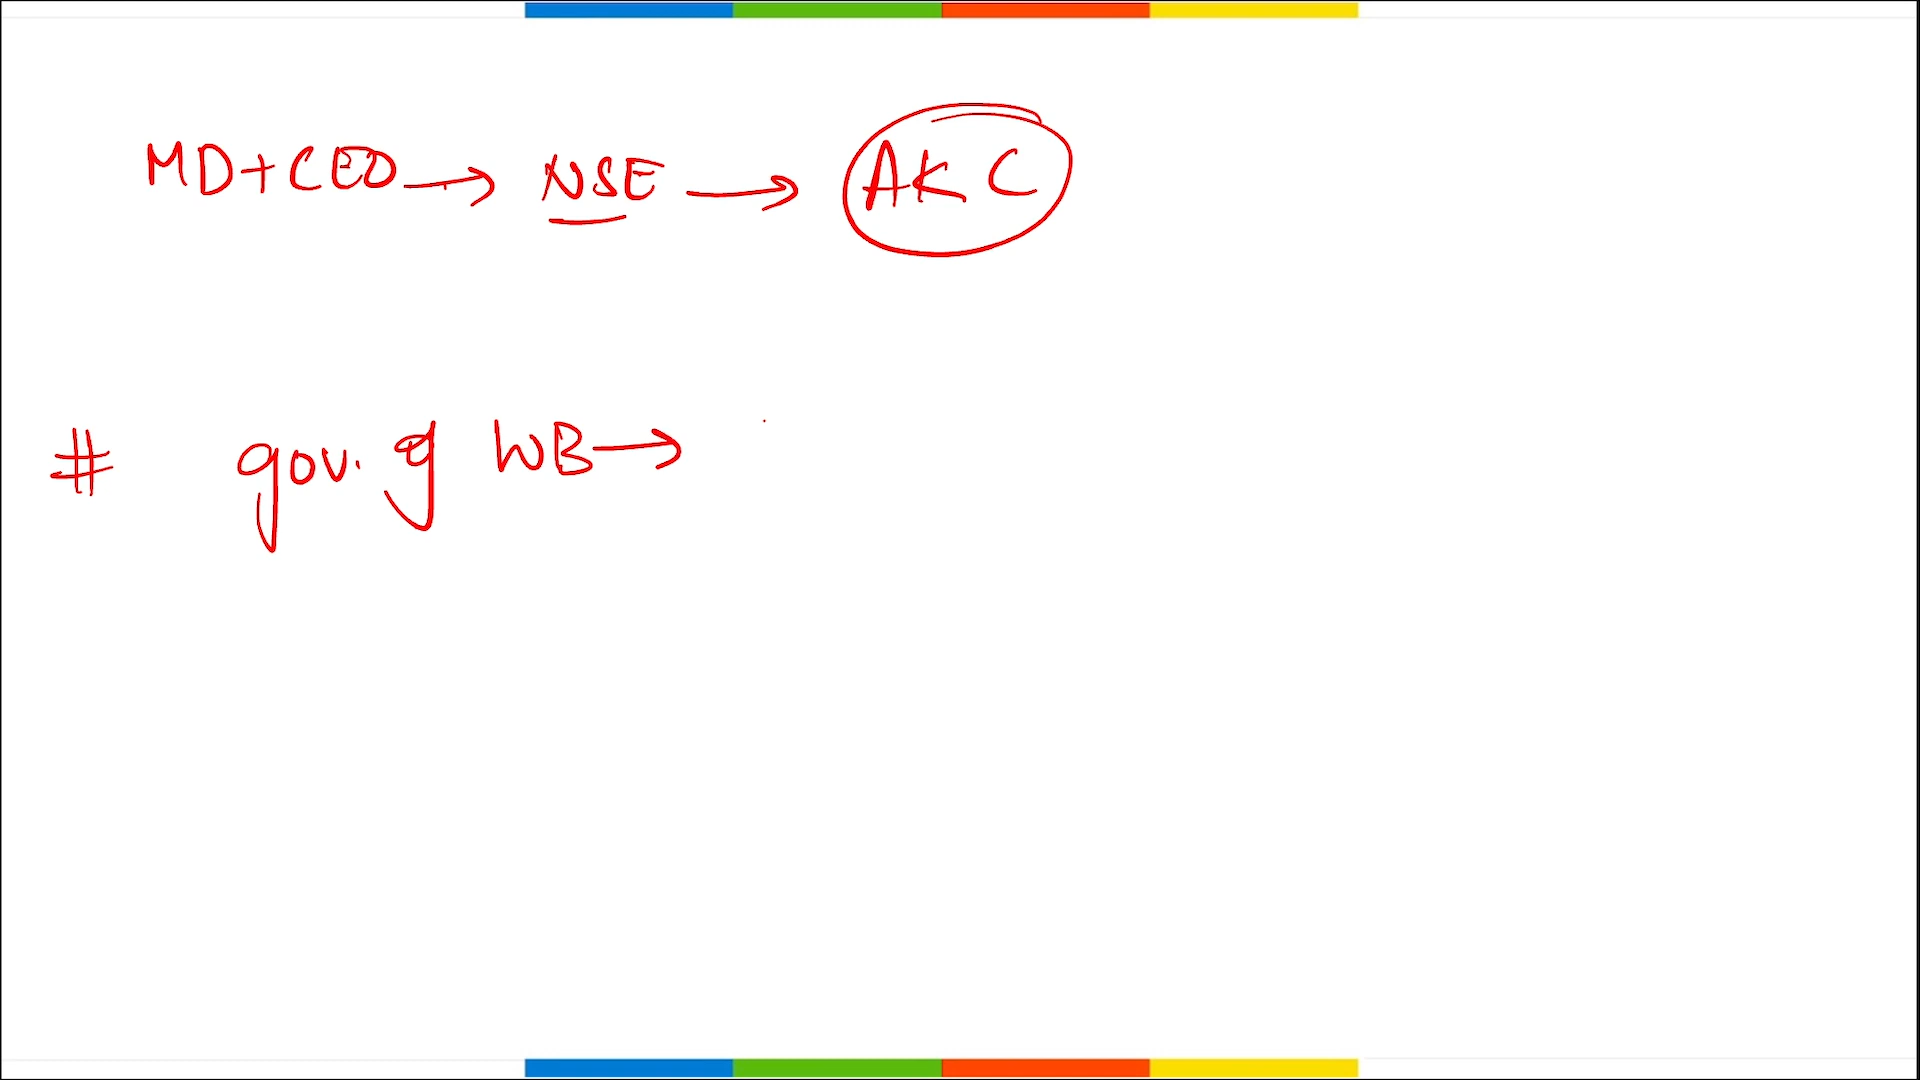 MD+CEO → NSE → AKC
# gov. of WB →